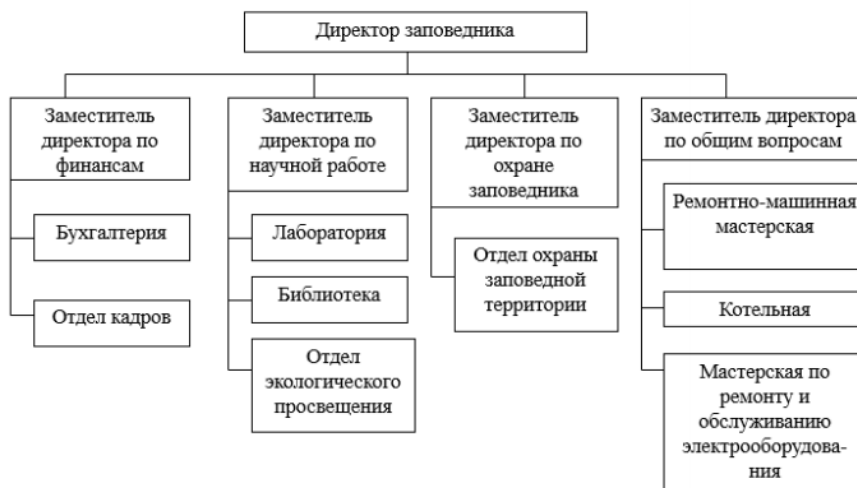 Директор заповедника
Заместитель
директора по
финансам
Бухгалтерия
Отдел кадров
Заместитель
директора по
научной работе
Лаборатория
Библиотека
Отдел
экологического
просвещения
Заместитель
директора по
охране
заповедника
Отдел охраны
заповедной
территории
Заместитель директора
по общим вопросам
Ремонтно-машинная
мастерская
Котельная
Мастерская по
ремонту и
обслуживанию
электрооборудова-
ния